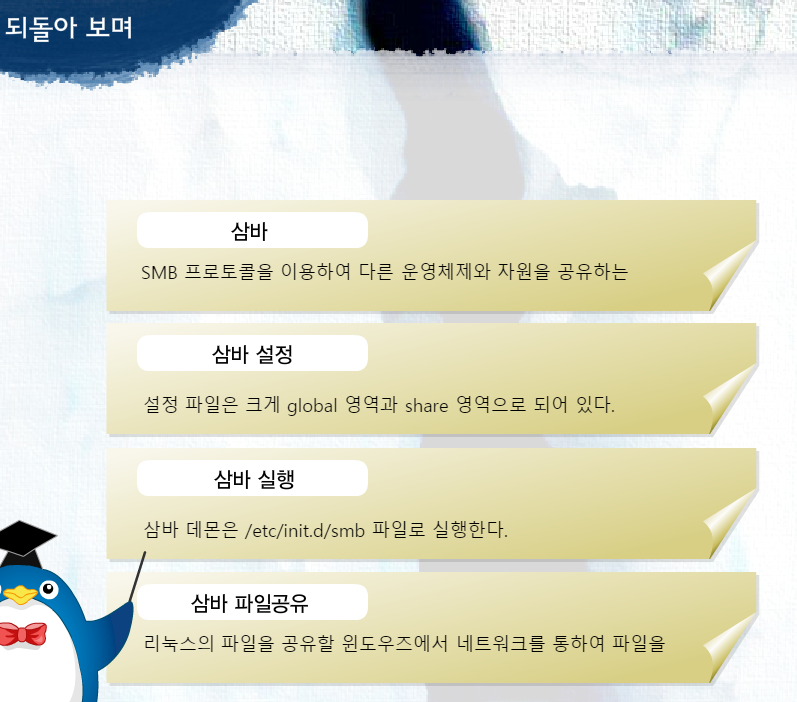 되돌아 보며
삼바
SMB 프로토콜을 이용하여 다른 운영체제와 자원을 공유하는
삼바 설정
설정 파일은 크게 global 영역과 share 영역으로 되어 있다.
삼바 실행
삼바 데몬은 /etc/init.d/smb 파일로 실행한다.
삼바 파일공유
리눅스의 파일을 공유할 윈도우즈에서 네트워크를 통하여 파일을